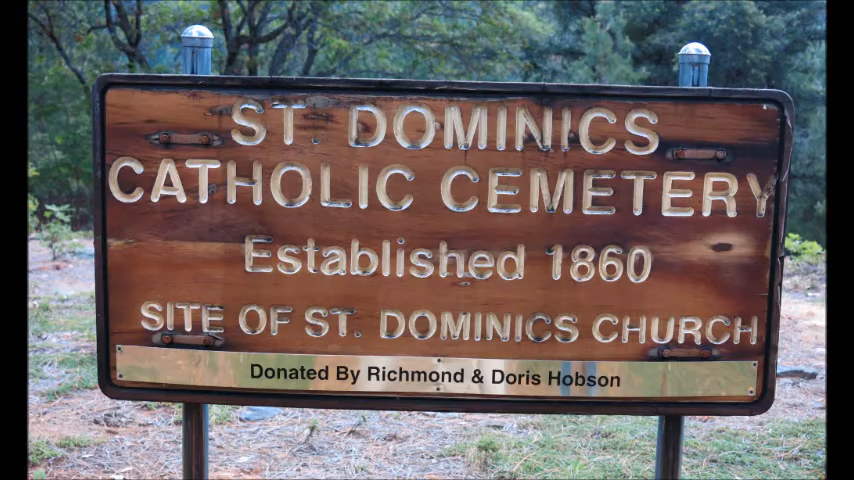 ST. DOMINICS
CATHOLIC CEMETERY
Established 1860
SITE OF ST. DOMINICS CHURCH
Donated By Richmond & Doris Hobson